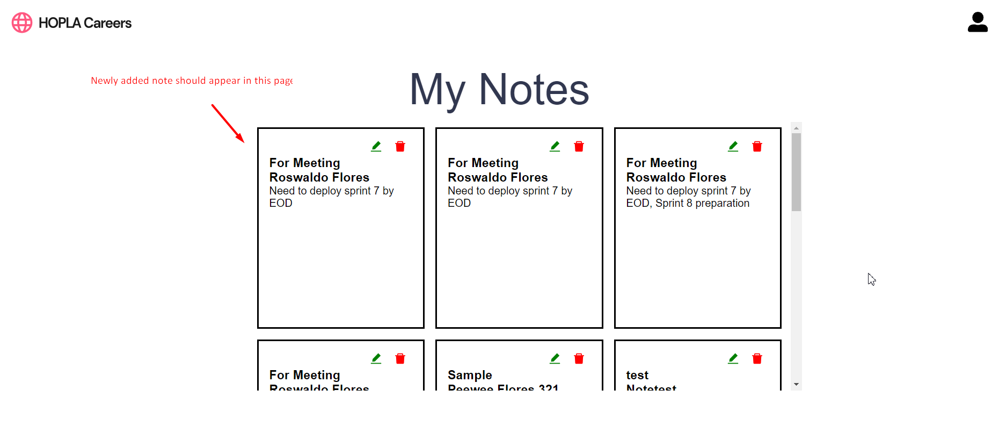 HOPLA Careers
Newly added note should appear in this page
My Notes
For Meeting
Roswaldo Flores
Need to deploy sprint 7 by
EOD
For Meeting
Roswaldo Flores
Need to deploy sprint 7 by
EOD
For Meeting
Roswaldo Flores
Need to deploy sprint 7 by
EOD, Sprint 8 preparation
For Meeting
Roswaldo Flores
Sample
Peewee Flores 321
test
Notetest